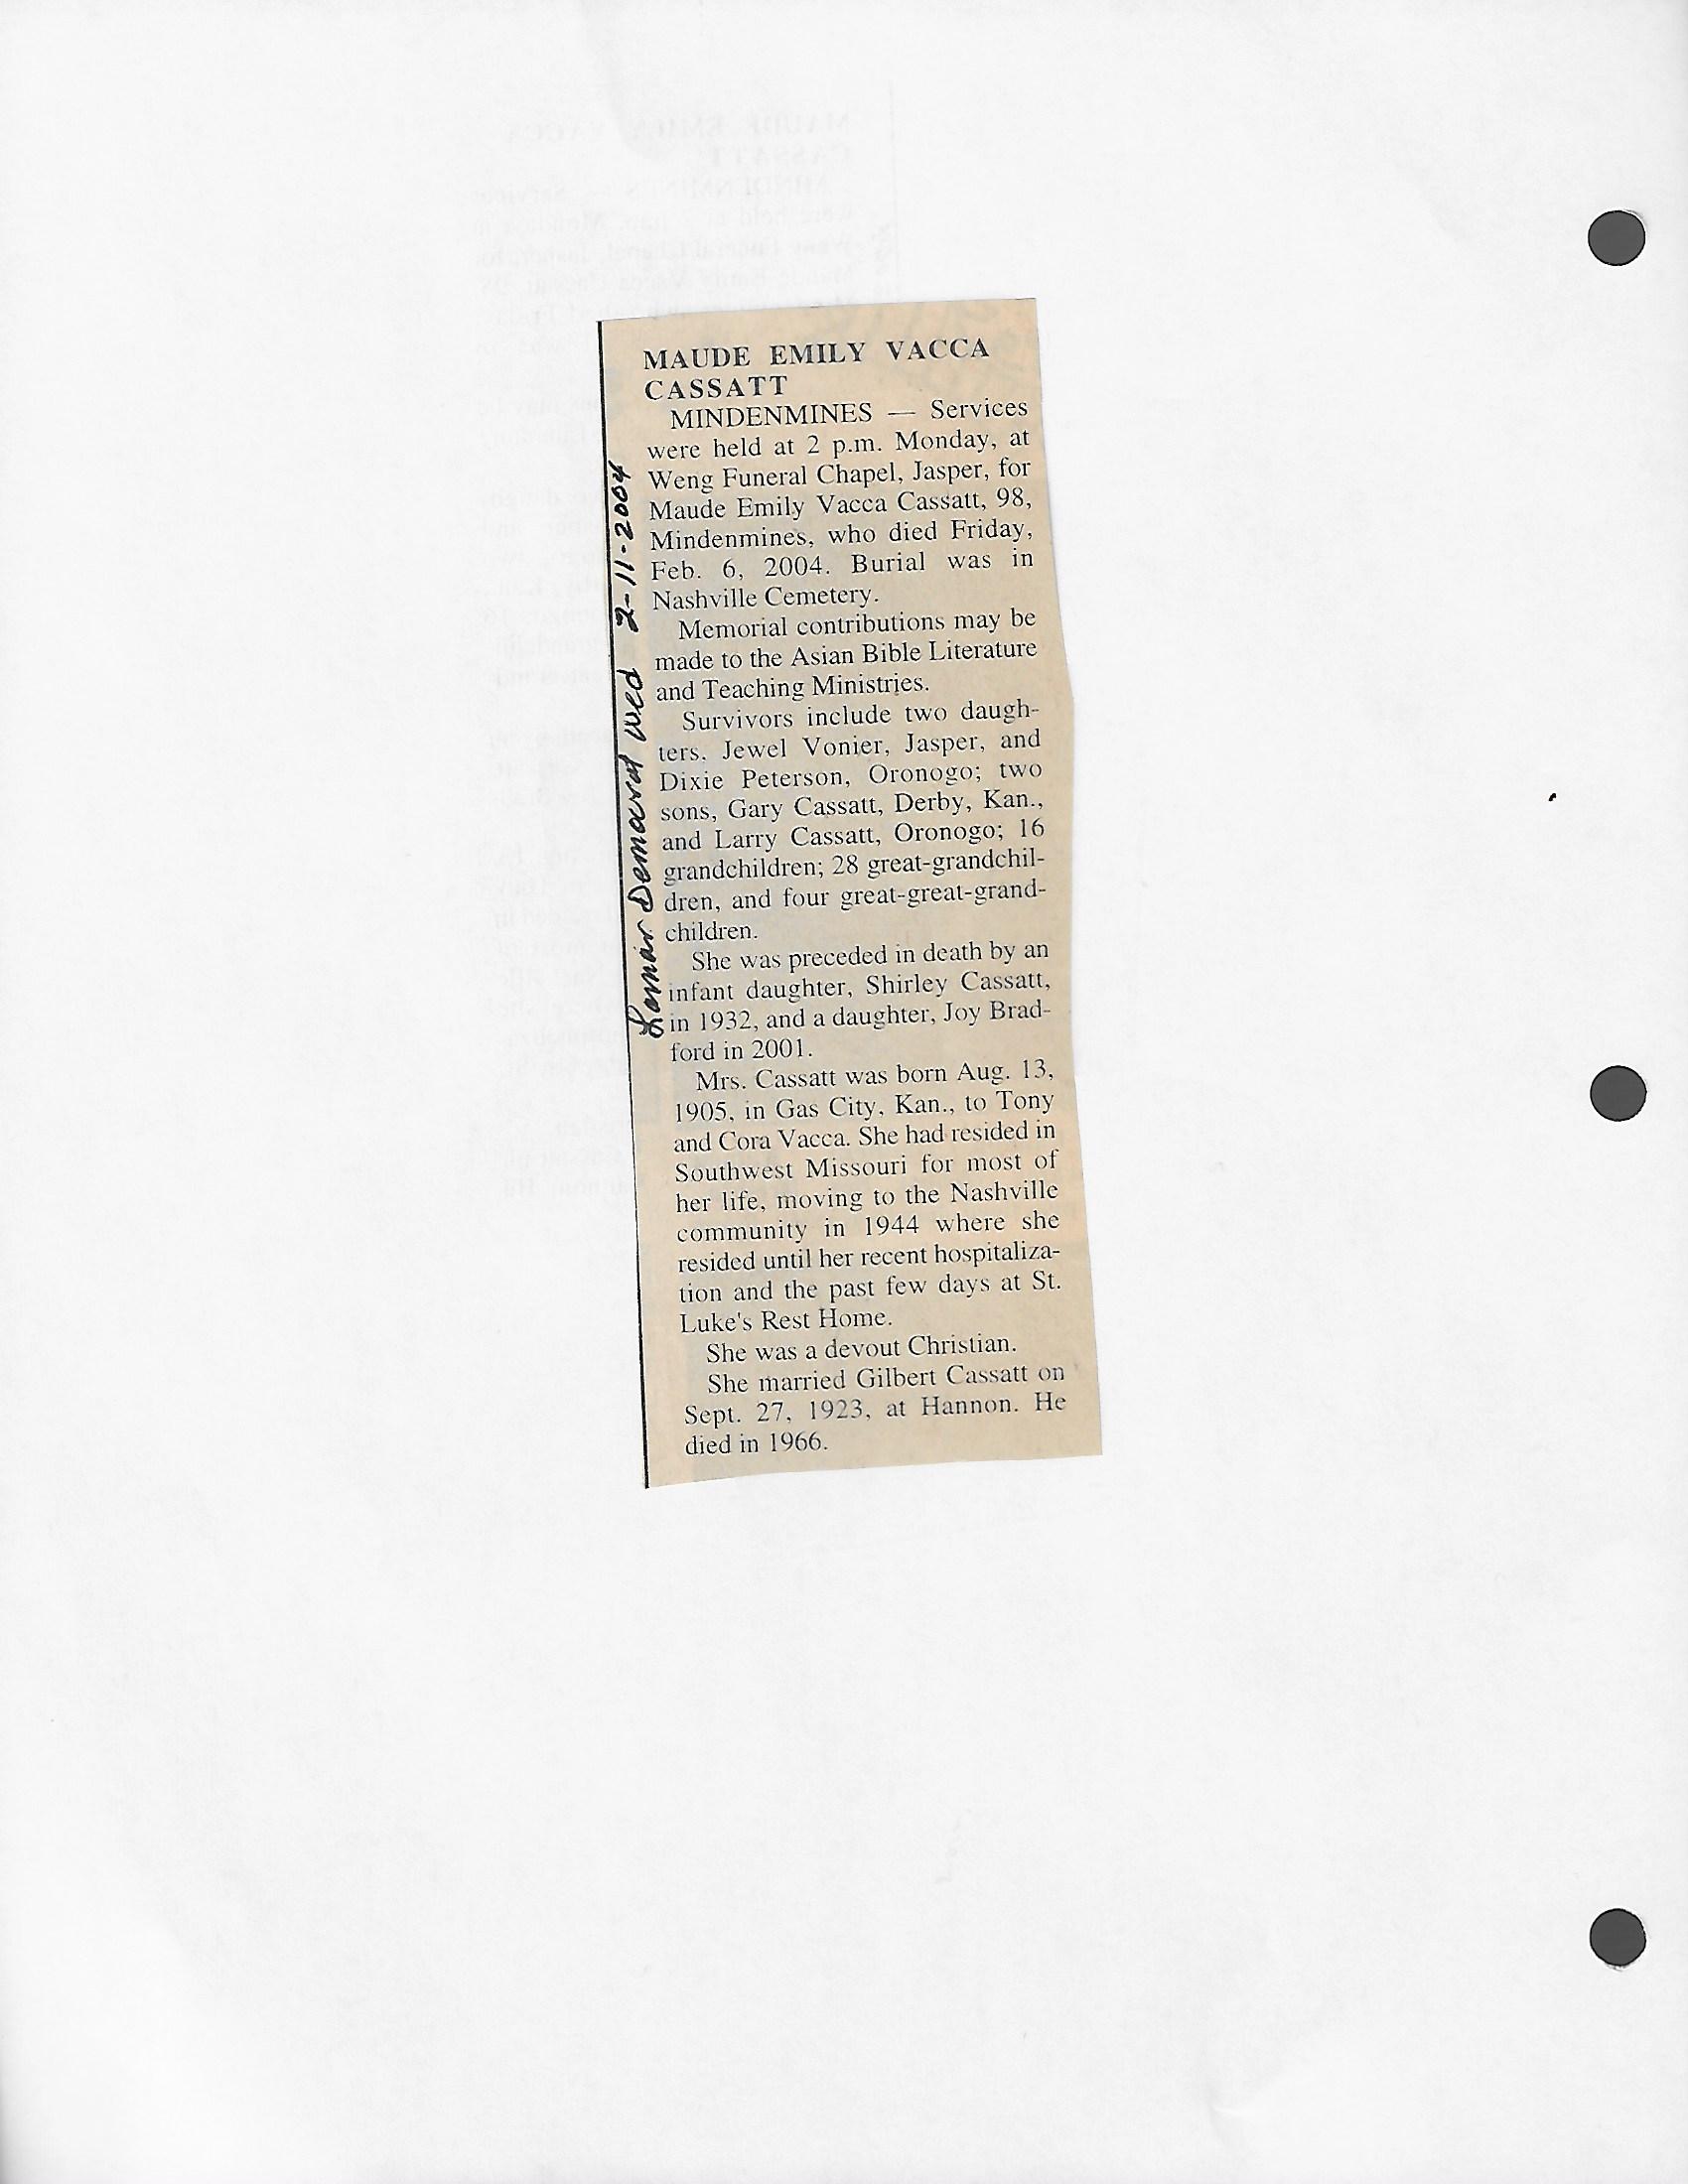 MAUDE EMILY VACCA
CASSATT
MINDENMINES — Services
were held at 2 p.m. Monday, at
Weng Funeral Chapel, Jasper, for
Maude Emily Vacca Cassatt, 98,
Mindenmines, who died Friday,
Feb. 6, 2004. Burial was in
Nashville Cemetery.
Memorial contributions may be
made to the Asian Bible Literature
and Teaching Ministries.
Survivors include two daugh-
ters, Jewel Vonier, Jasper, and
Dixie Peterson, Oronogo; two
sons, Gary Cassatt, Derby, Kan.,
and Larry Cassatt, Oronogo; 16
grandchildren; 28 great-grandchil-
dren, and four great-great-grand-
children.
She was preceded in death by an
infant daughter, Shirley Cassatt,
in 1932, and a daughter, Joy Brad-
ford in 2001.
Mrs. Cassatt was born Aug. 13,
1905, in Gas City, Kan., to Tony
and Cora Vacca. She had resided in
Southwest Missouri for most of
her life, moving to the Nashville
community in 1944 where she
resided until her recent hospitaliza-
tion and the past few days at St.
Luke's Rest Home.
She was a devout Christian.
She married Gilbert Cassatt on
Sept. 27, 1923, at Hannon. He
died in 1966.
Lamar Democrat Wed 2-11-2004